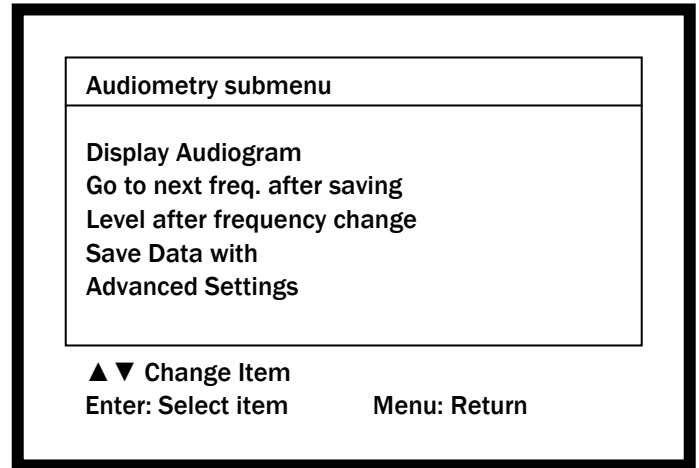 Audiometry submenu
Display Audiogram
Go to next freq. after saving
Level after frequency change
Save Data with
Advanced Settings
▲▼ Change Item
Enter: Select item Menu: Return